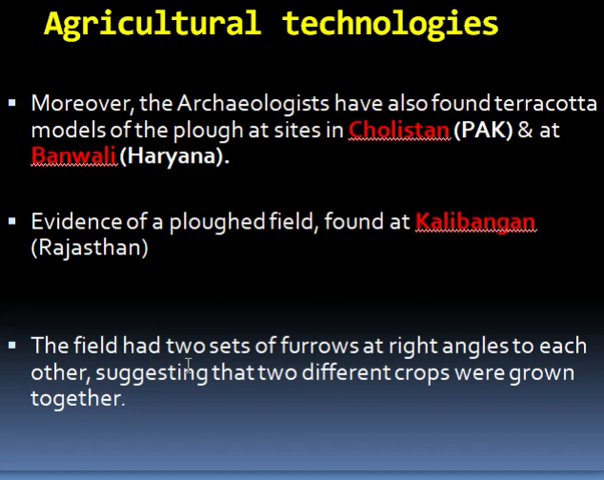 Agricultural technologies
▪ Moreover, the Archaeologists have also found terracotta
models of the plough at sites in Cholistan (PAK) & at
Banwali (Haryana).
▪ Evidence of a ploughed field, found at Kalibangan
(Rajasthan)
▪ The field had two sets of furrows at right angles to each
other, suggesting that two different crops were grown
together.